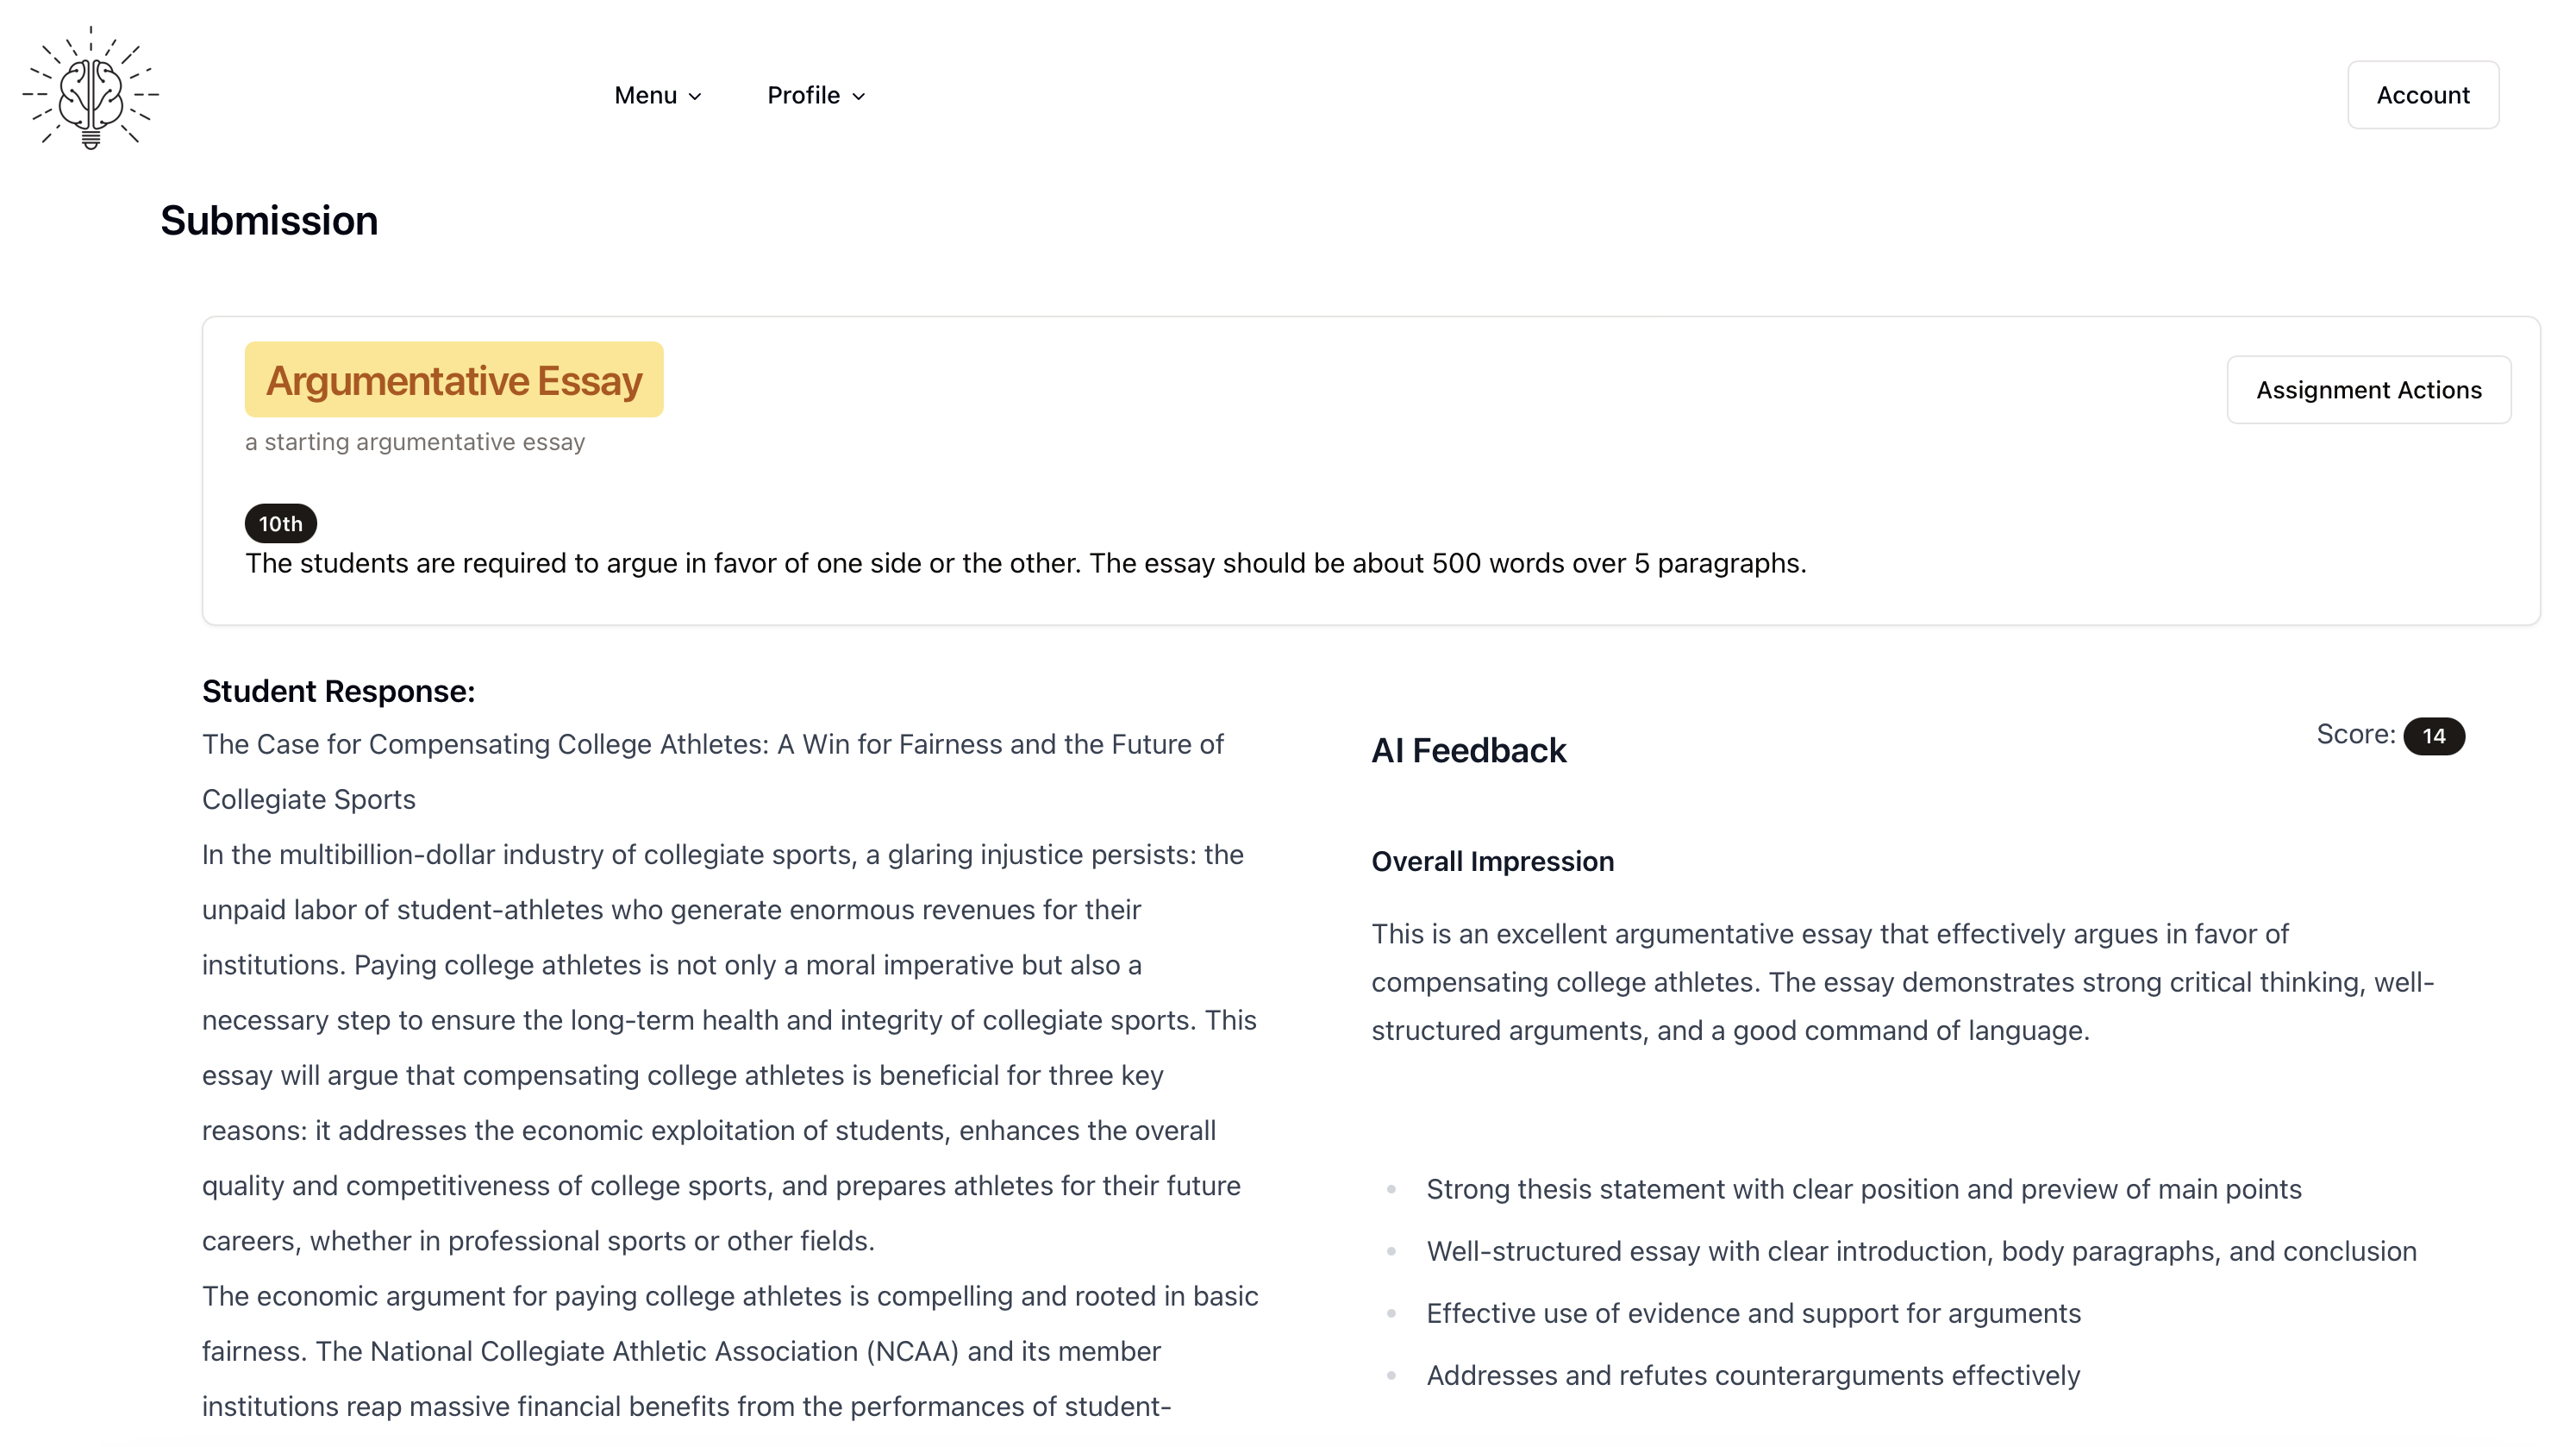 Menu
Profile
Account
Submission
Argumentative Essay
Assignment Actions
a starting argumentative essay
10th
The students are required to argue in favor of one side or the other. The essay should be about 500 words over 5 paragraphs.
Student Response:
The Case for Compensating College Athletes: A Win for Fairness and the Future of
Collegiate Sports
In the multibillion-dollar industry of collegiate sports, a glaring injustice persists: the
unpaid labor of student-athletes who generate enormous revenues for their
institutions. Paying college athletes is not only a moral imperative but also a
necessary step to ensure the long-term health and integrity of collegiate sports. This
essay will argue that compensating college athletes is beneficial for three key
reasons: it addresses the economic exploitation of students, enhances the overall
quality and competitiveness of college sports, and prepares athletes for their future
careers, whether in professional sports or other fields.
The economic argument for paying college athletes is compelling and rooted in basic
fairness. The National Collegiate Athletic Association (NCAA) and its member
institutions reap massive financial benefits from the performances of student-
AI Feedback
Score: 14
Overall Impression
This is an excellent argumentative essay that effectively argues in favor of
compensating college athletes. The essay demonstrates strong critical thinking, well-
structured arguments, and a good command of language.
Strong thesis statement with clear position and preview of main points
Well-structured essay with clear introduction, body paragraphs, and conclusion
Effective use of evidence and support for arguments
Addresses and refutes counterarguments effectively